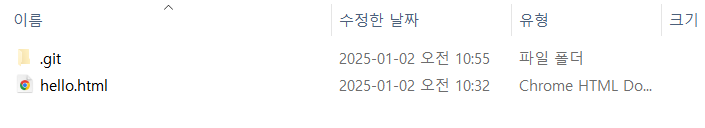 이름 수정한 날짜 유형 크기
.git 2025-01-02 오전 10:55 파일 폴더
hello.html 2025-01-02 오전 10:32 Chrome HTML Do...